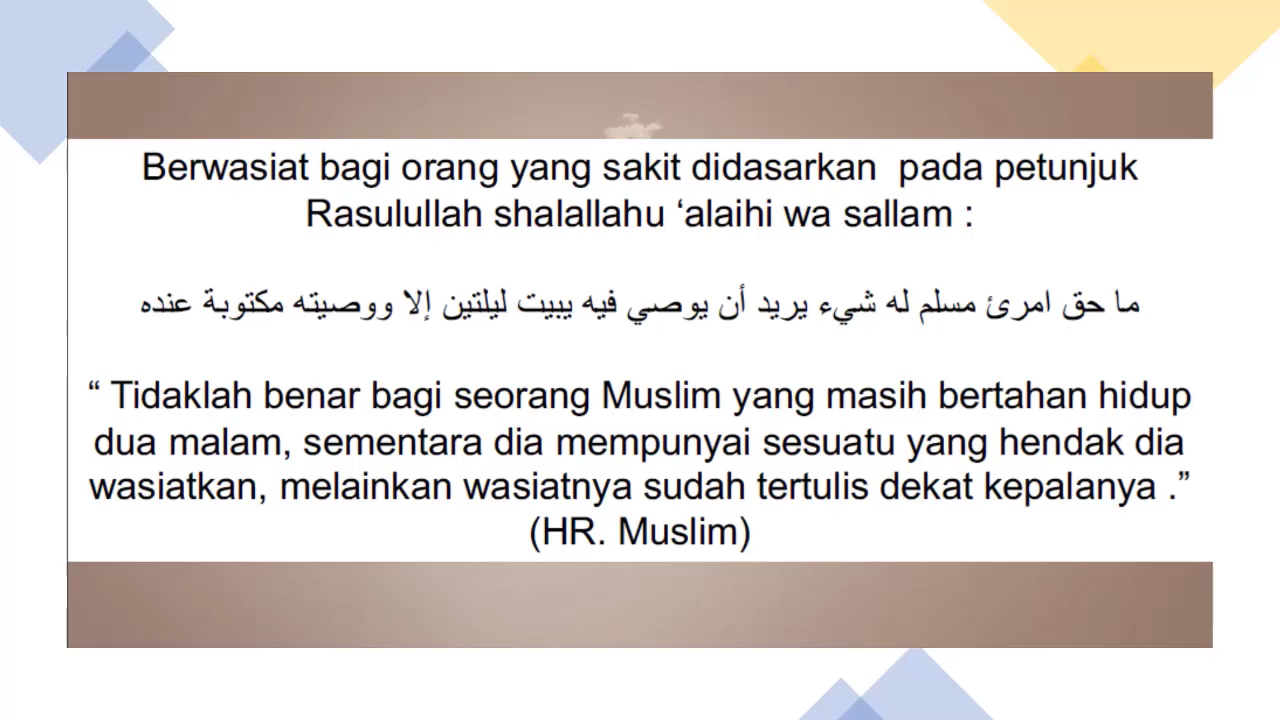 Berwasiat bagi orang yang sakit didasarkan pada petunjuk
Rasulullah shalallahu ‘alaihi wa sallam :
ما حق امرئ مسلم له شيء يريد أن يوصي فيه يبيت ليلتين إلا ووصيته مكتوبة عنده
“ Tidaklah benar bagi seorang Muslim yang masih bertahan hidup
dua malam, sementara dia mempunyai sesuatu yang hendak dia
wasiatkan, melainkan wasiatnya sudah tertulis dekat kepalanya .”
(HR. Muslim)